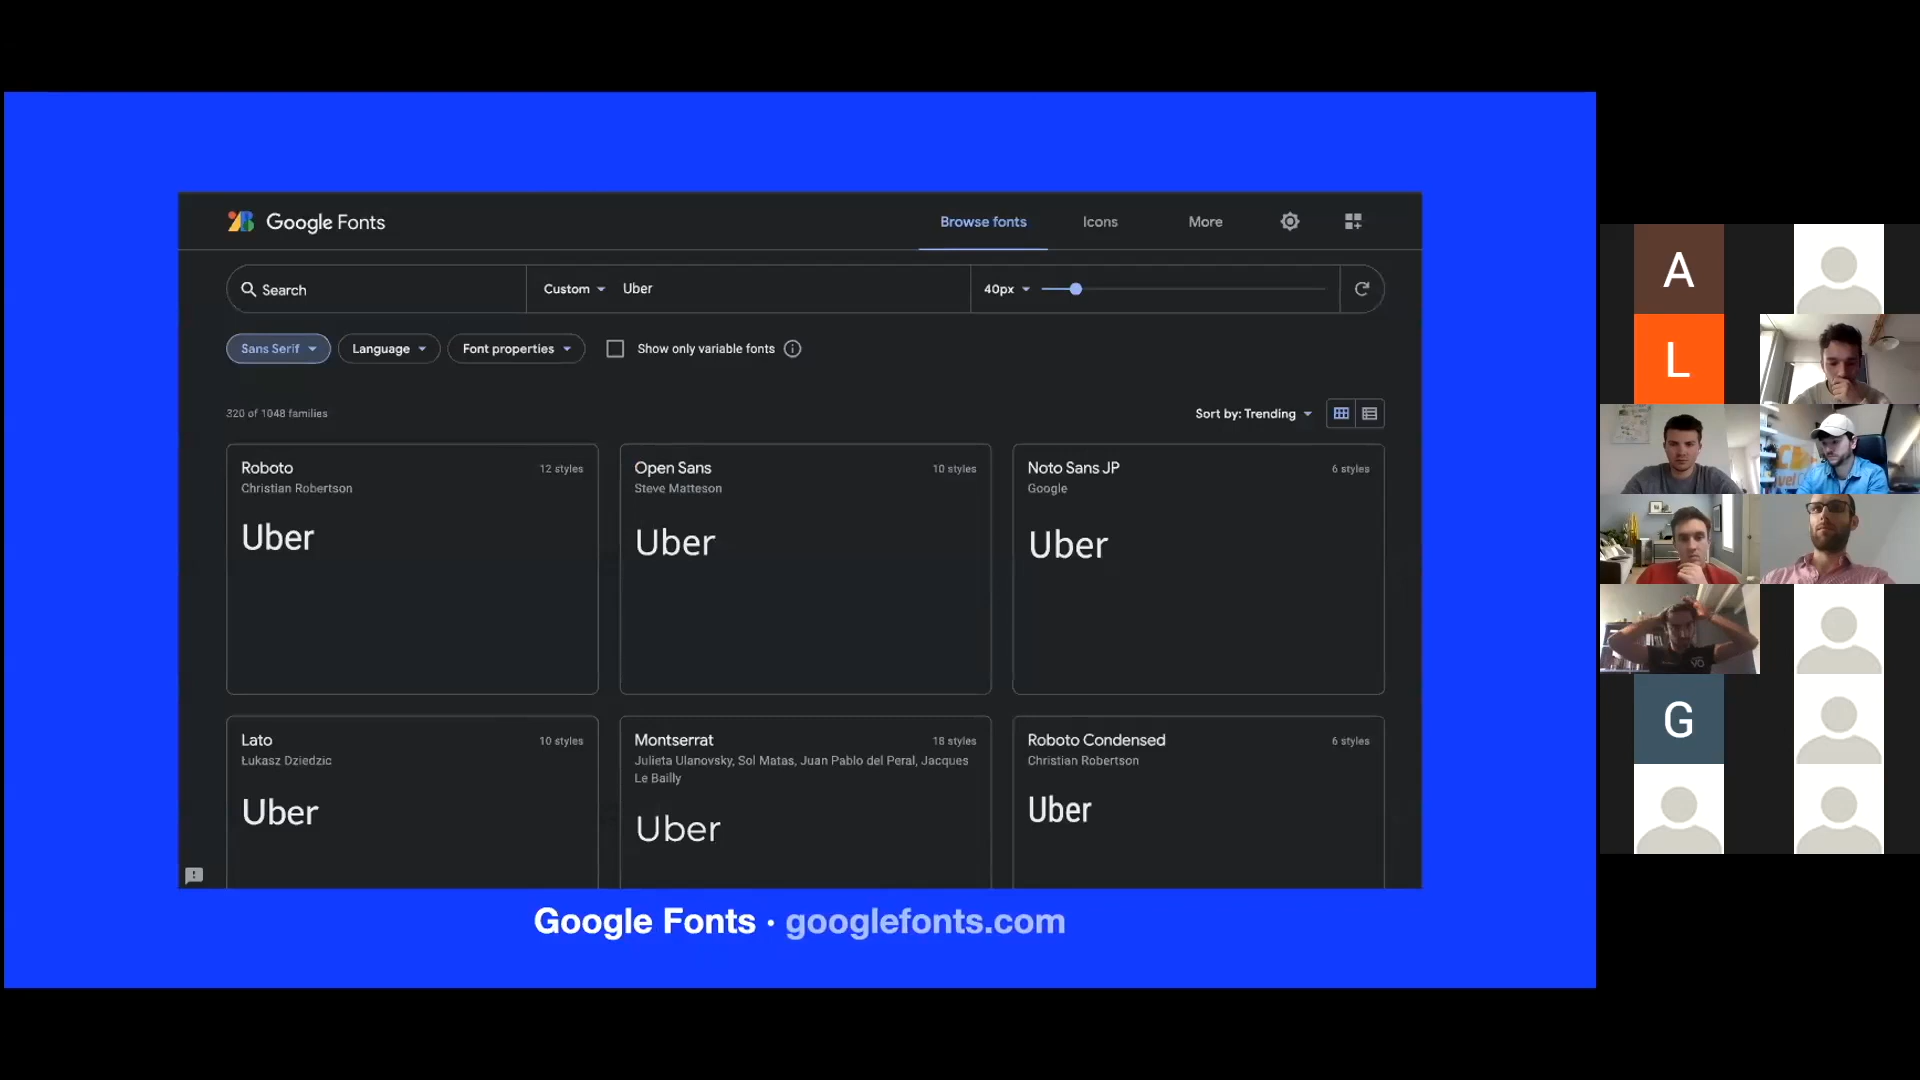 Google Fonts
Browse fonts
Icons
More
Search
Custom
Uber
40px
Sans Serif
Language
Font properties
Show only variable fonts
320 of 1048 families
Sort by: Trending
Roboto
12 styles
Christian Robertson
Uber
Open Sans
10 styles
Steve Matteson
Uber
Noto Sans JP
6 styles
Google
Uber
Lato
10 styles
Łukasz Dziedzic
Uber
Montserrat
18 styles
Julieta Ulanovsky, Sol Matas, Juan Pablo del Peral, Jacques
Le Bailly
Uber
Roboto Condensed
6 styles
Christian Robertson
Uber
Google Fonts · googlefonts.com
A
L
G